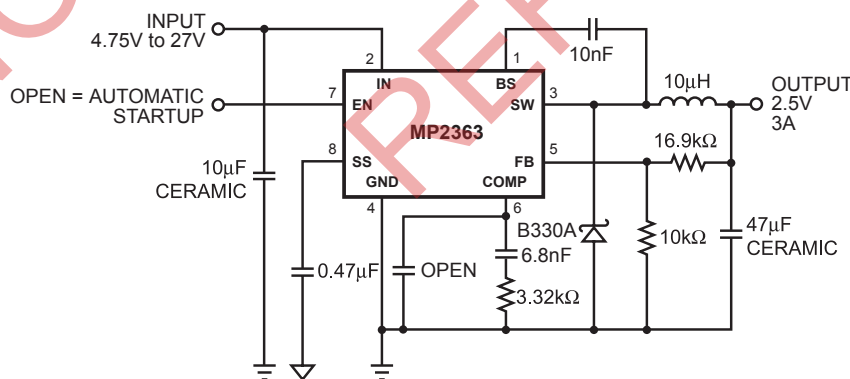 INPUT
4.75V to 27V
10nF
2
1
IN
BS
10µH
OUTPUT
2.5V
3A
OPEN = AUTOMATIC
STARTUP
7
EN
SW
3
MP2363
16.9kΩ
8
SS
FB
5
GND
COMP
10µF
CERAMIC
4
6
B330A
10kΩ
47µF
CERAMIC
0.47µF
OPEN
6.8nF
3.32kΩ